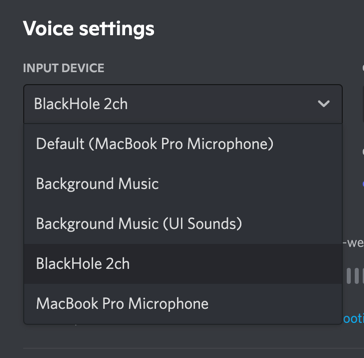 Voice settings
INPUT DEVICE
BlackHole 2ch
Default (MacBook Pro Microphone)
Background Music
Background Music (UI Sounds)
BlackHole 2ch
MacBook Pro Microphone